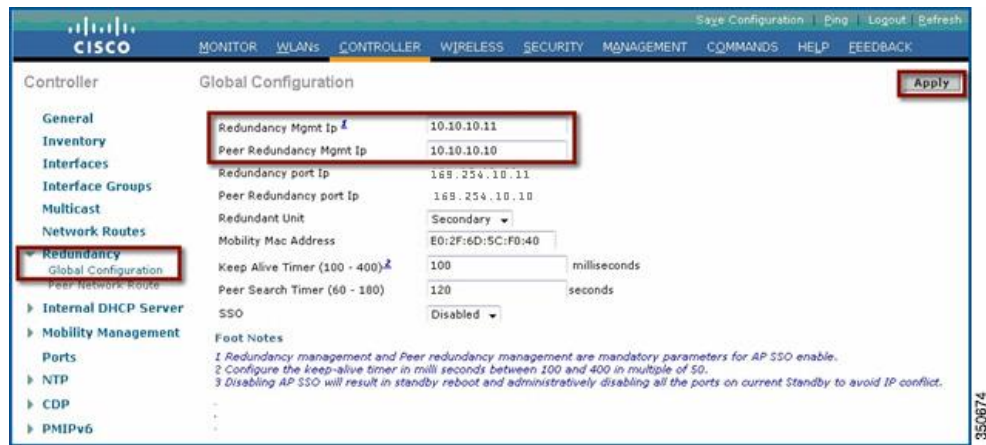 Save Configuration Ping Logout Refresh
CISCO MONITOR WLANs CONTROLLER WIRELESS SECURITY MANAGEMENT COMMANDS HELP FEEDBACK
Controller
General
Inventory
Interfaces
Interface Groups
Multicast
Network Routes
Redundancy
Global Configuration
Peer Network Route
Internal DHCP Server
Mobility Management
Ports
NTP
CDP
PMIPv6
Global Configuration
Apply
Redundancy Mgmt Ip 1 10.10.10.11
Peer Redundancy Mgmt Ip 10.10.10.10
Redundancy port Ip 169.254.10.11
Peer Redundancy port Ip 169.254.10.10
Redundant Unit Secondary
Mobility Mac Address E0:2F:6D:5C:F0:40
Keep Alive Timer (100 - 400) 2 100 milliseconds
Peer Search Timer (60 - 180) 120 seconds
SSO Disabled
Foot Notes
1 Redundancy management and Peer redundancy management are mandatory parameters for AP SSO enable.
2 Configure the keep-alive timer in milli seconds between 100 and 400 in multiple of 50.
3 Disabling AP SSO will result in standby reboot and administratively disabling all the ports on current Standby to avoid IP conflict.
350674